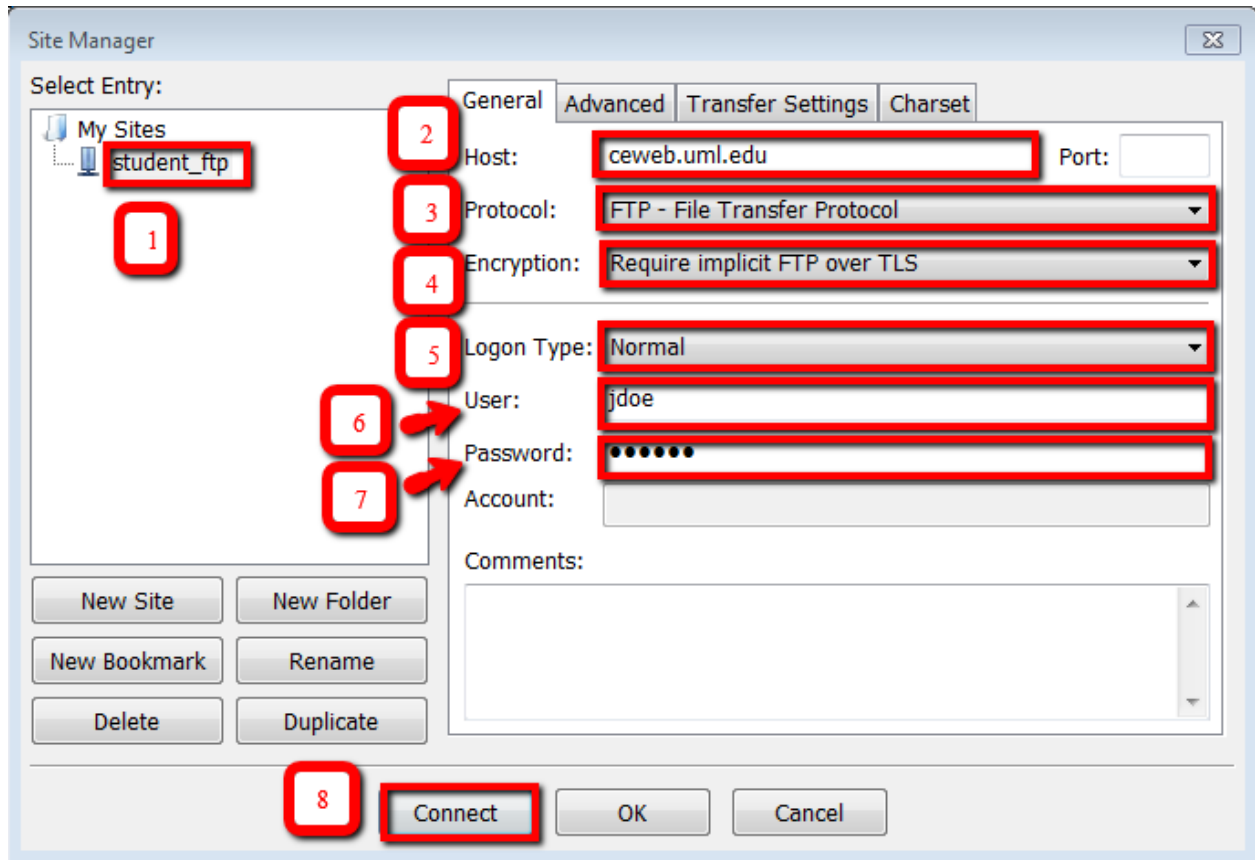 Site Manager
Select Entry:
My Sites
student_ftp
1
General Advanced Transfer Settings Charset
2
Host: ceweb.uml.edu Port:
3
Protocol: FTP - File Transfer Protocol
4
Encryption: Require implicit FTP over TLS
5
Logon Type: Normal
6
User: jdoe
7
Password: ••••••
Account:
Comments:
New Site New Folder
New Bookmark Rename
Delete Duplicate
8
Connect OK Cancel